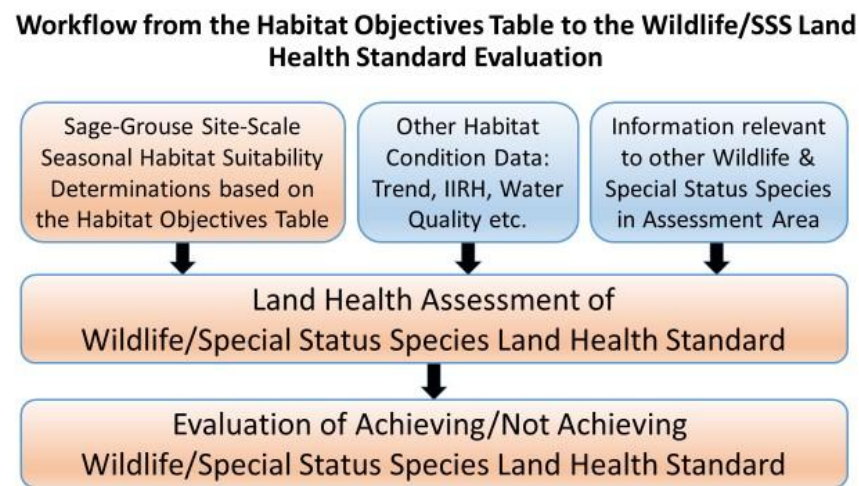 Workflow from the Habitat Objectives Table to the Wildlife/SSS Land
Health Standard Evaluation
Sage-Grouse Site-Scale
Seasonal Habitat Suitability
Determinations based on
the Habitat Objectives Table
Other Habitat
Condition Data:
Trend, IIRH, Water
Quality etc.
Information relevant
to other Wildlife &
Special Status Species
in Assessment Area
Land Health Assessment of
Wildlife/Special Status Species Land Health Standard
Evaluation of Achieving/Not Achieving
Wildlife/Special Status Species Land Health Standard